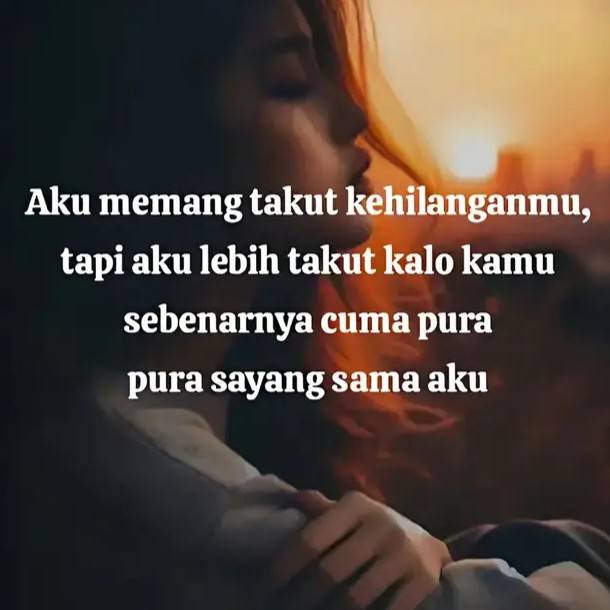 Aku memang takut kehilanganmu,
tapi aku lebih takut kalo kamu
sebenarnya cuma pura
pura sayang sama aku